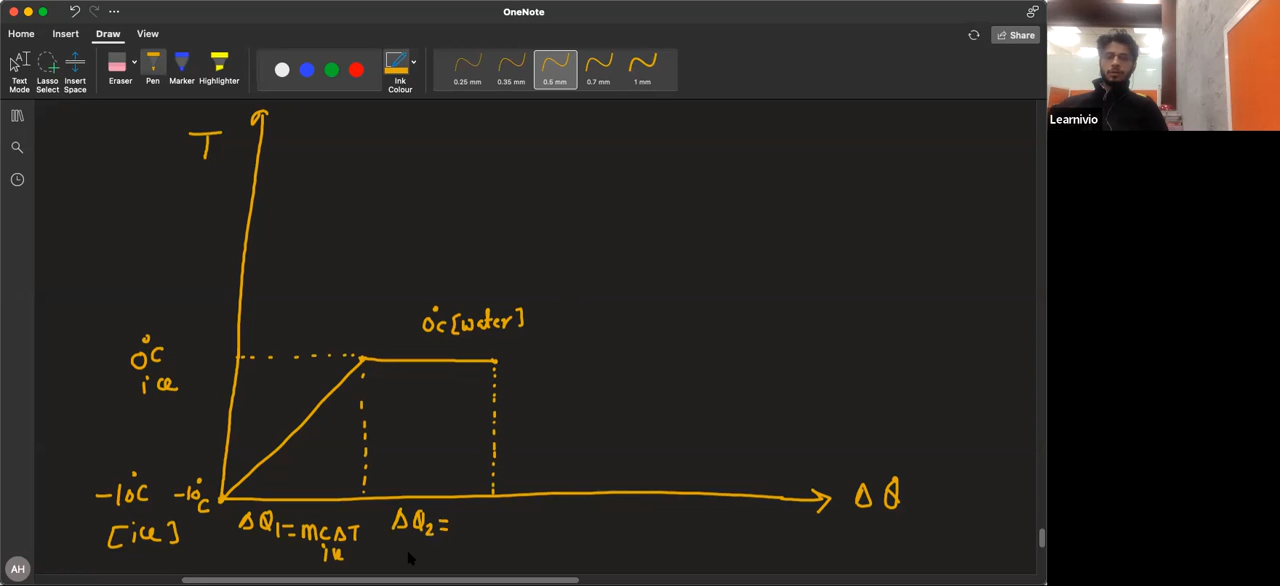 OneNote
Home Insert Draw View
Share
Text Mode
Lasso Select
Insert Space
Eraser
Pen
Marker
Highlighter
Ink Colour
0.25 mm
0.35 mm
0.5 mm
0.7 mm
1 mm
Learnivio
T
0°C [water]
0°C
ice
-10°C
[ice]
-10°C
ΔQ
ΔQ1 = mcΔT
ice
ΔQ2 =
AH